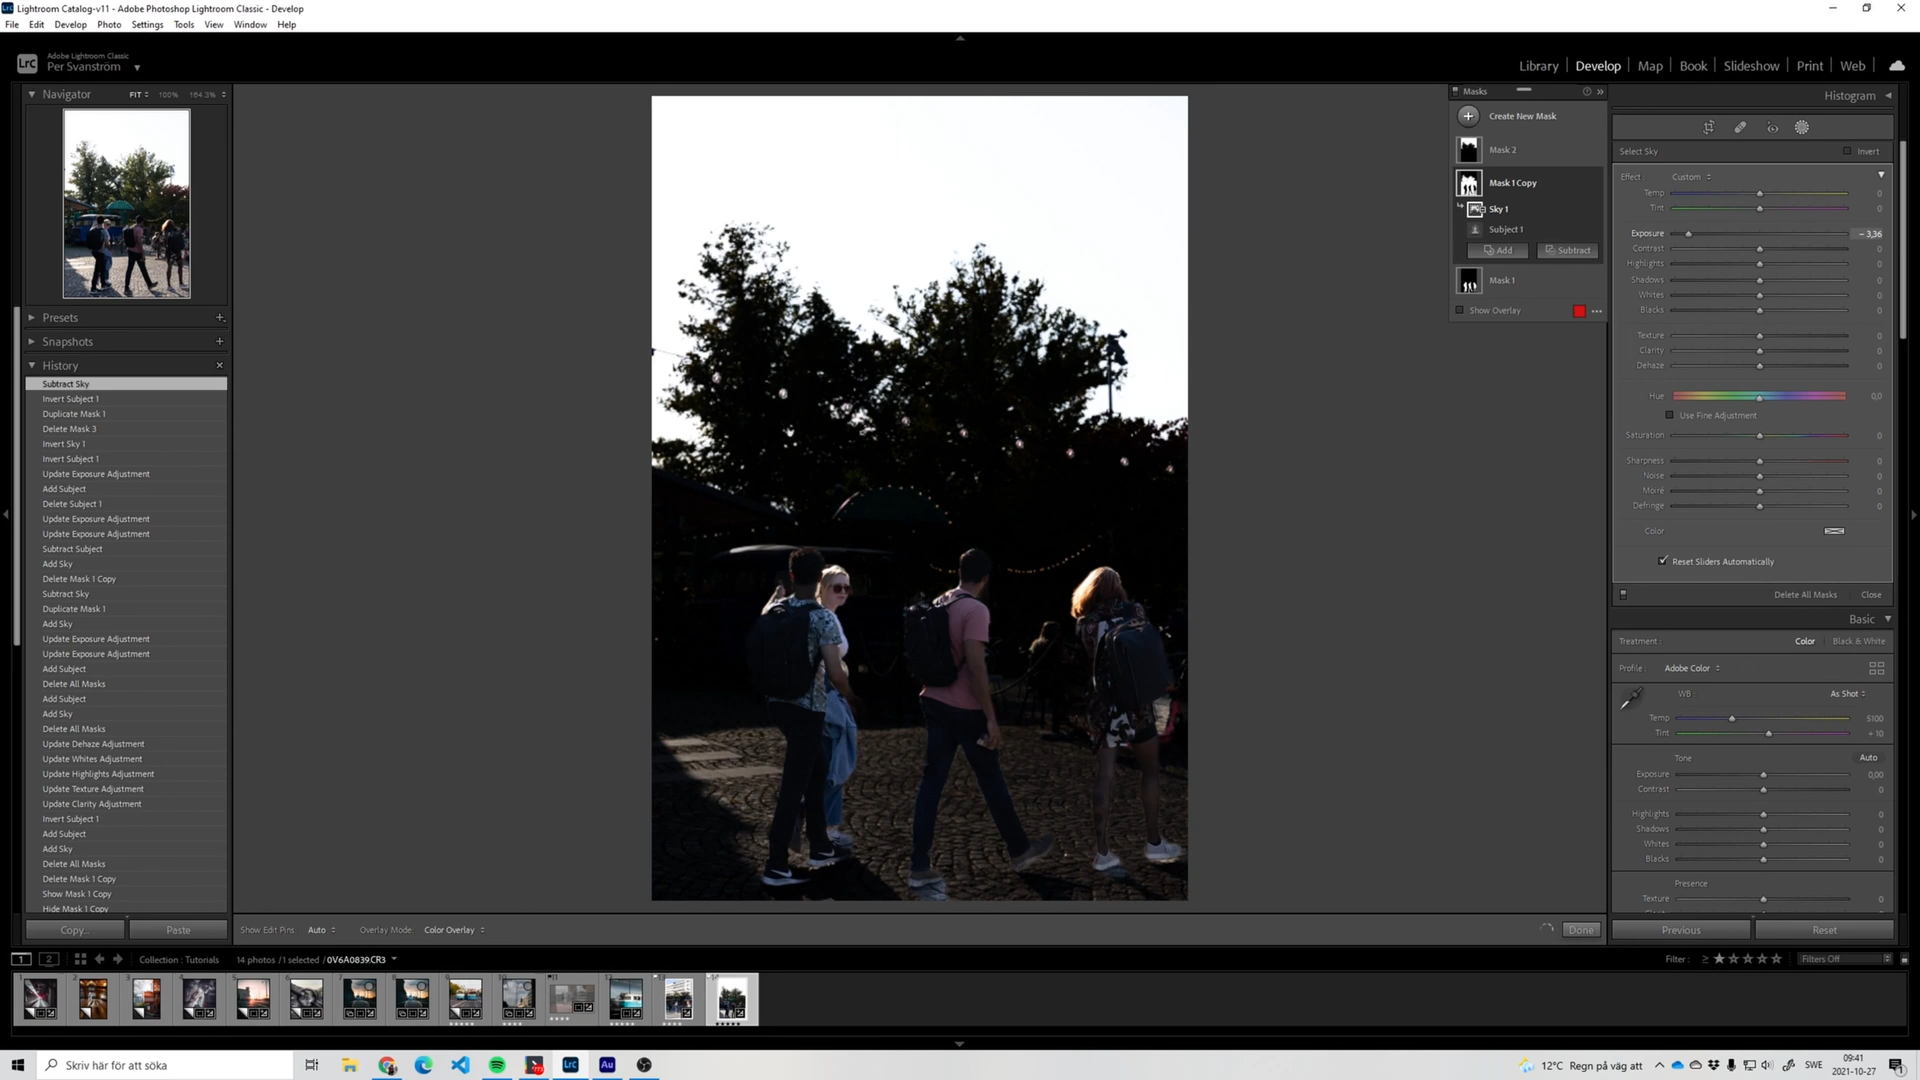 Lightroom Catalog-v11 - Adobe Photoshop Lightroom Classic - Develop
File Edit Develop Photo Settings Tools View Window Help
LrC
Adobe Lightroom Classic
Per Svanström
Library | Develop | Map | Book | Slideshow | Print | Web
Navigator FIT 100% 164.3%
Presets
Snapshots
History
Subtract Sky
Invert Subject 1
Duplicate Mask 1
Delete Mask 3
Invert Sky 1
Invert Subject 1
Update Exposure Adjustment
Add Subject
Delete Subject 1
Update Exposure Adjustment
Update Exposure Adjustment
Subtract Subject
Add Sky
Delete Mask 1 Copy
Subtract Sky
Duplicate Mask 1
Add Sky
Update Exposure Adjustment
Update Exposure Adjustment
Add Subject
Delete All Masks
Add Subject
Add Sky
Delete All Masks
Update Dehaze Adjustment
Update Whites Adjustment
Update Highlights Adjustment
Update Texture Adjustment
Update Clarity Adjustment
Invert Subject 1
Add Subject
Add Sky
Delete All Masks
Delete Mask 1 Copy
Show Mask 1 Copy
Hide Mask 1 Copy
Copy... Paste
Masks
Create New Mask
Mask 2
Mask 1 Copy
Sky 1
Subject 1
Add Subtract
Mask 1
Show Overlay
Histogram
Select Sky Invert
Effect : Custom
Temp 0
Tint 0
Exposure - 3,36
Contrast 0
Highlights 0
Shadows 0
Whites 0
Blacks 0
Texture 0
Clarity 0
Dehaze 0
Hue 0,0
Use Fine Adjustment
Saturation 0
Sharpness 0
Noise 0
Moiré 0
Defringe 0
Color
Reset Sliders Automatically
Delete All Masks Close
Basic
Treatment : Color | Black & White
Profile : Adobe Color
WB : As Shot
Temp 5100
Tint + 10
Tone Auto
Exposure 0,00
Contrast 0
Highlights 0
Shadows 0
Whites 0
Blacks 0
Presence
Texture 0
Previous Reset
Show Edit Pins: Auto Overlay Mode: Color Overlay Done
1 2 Collection : Tutorials 14 photos / 1 selected / 0V6A0839.CR3 Filter : Filters Off
Skriv här för att söka
LrC
Au
12°C Regn på väg att SWE
09:41
2021-10-27